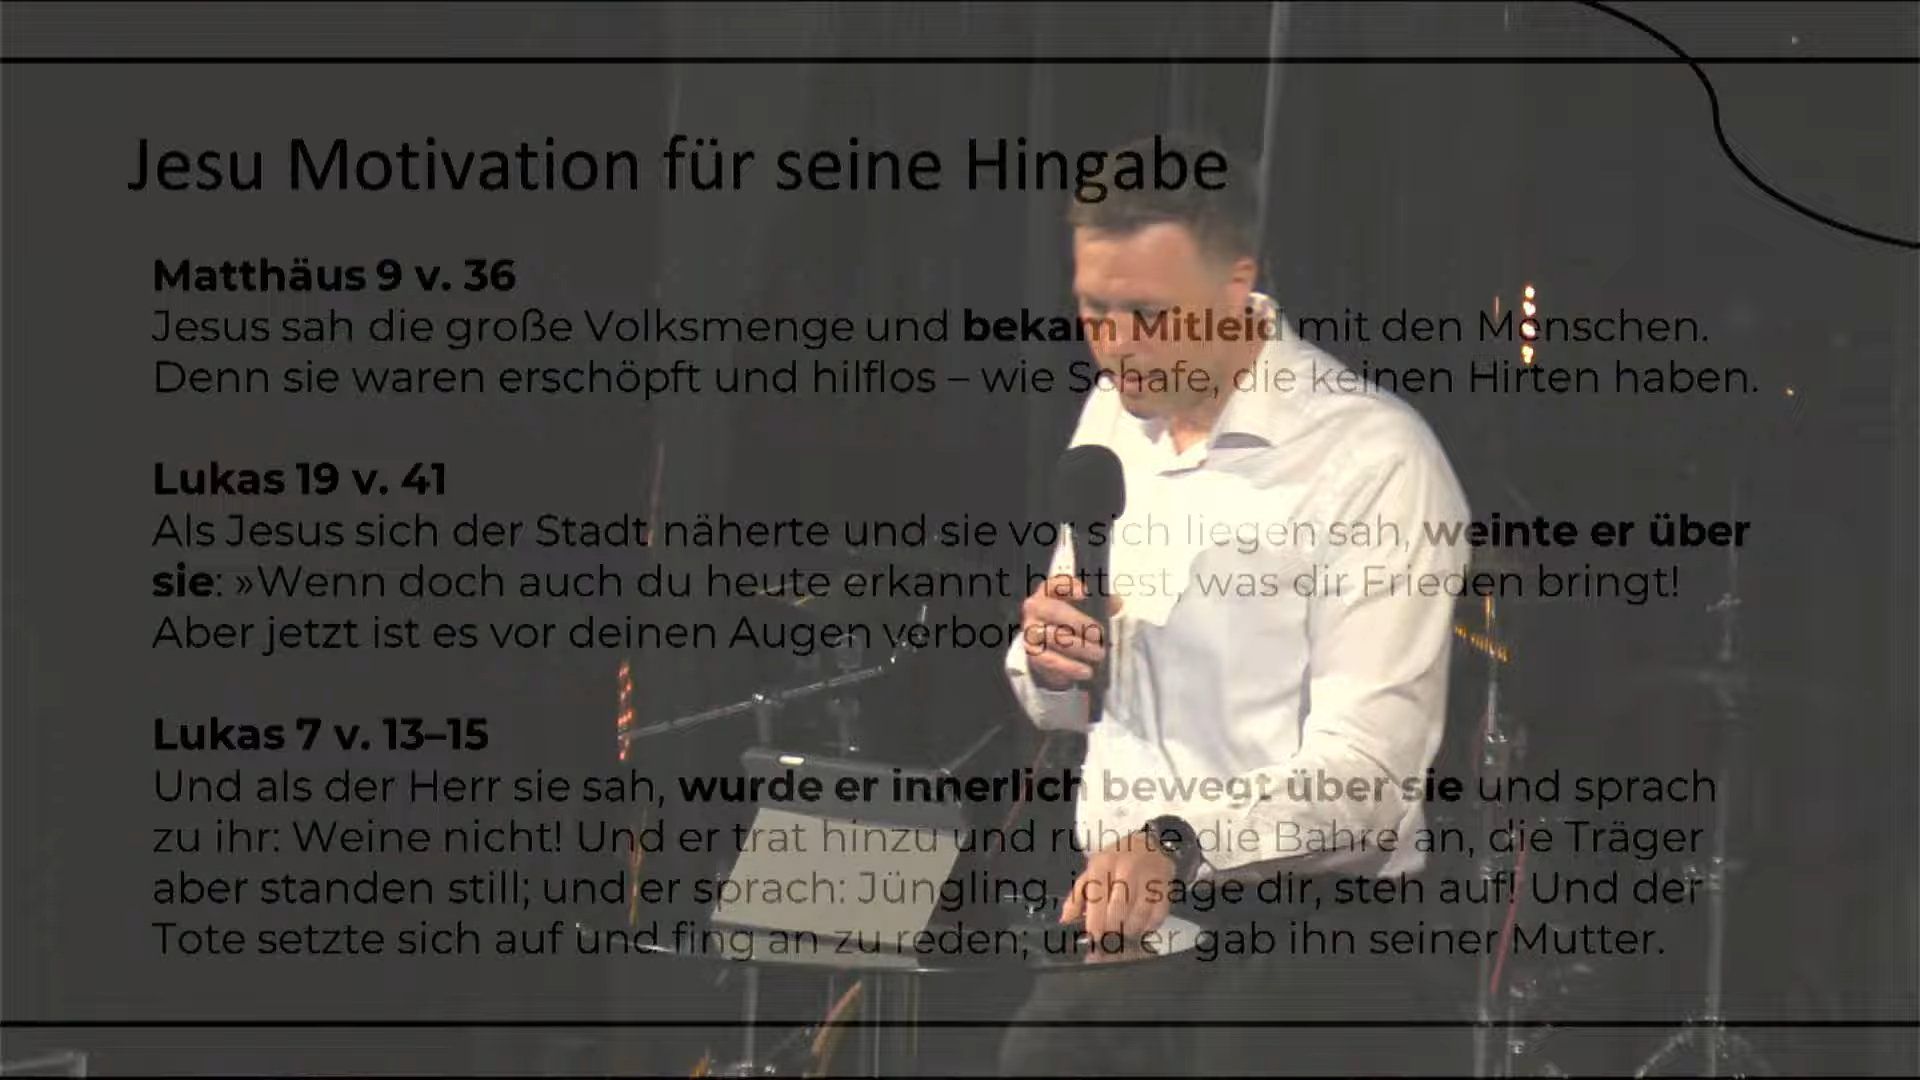 Jesu Motivation für seine Hingabe
Matthäus 9 v. 36
Jesus sah die große Volksmenge und bekam Mitleid mit den Menschen.
Denn sie waren erschöpft und hilflos – wie Schafe, die keinen Hirten haben.
Lukas 19 v. 41
Als Jesus sich der Stadt näherte und sie vor sich liegen sah, weinte er über
sie: »Wenn doch auch du heute erkannt hättest, was dir Frieden bringt!
Aber jetzt ist es vor deinen Augen verborgen.
Lukas 7 v. 13–15
Und als der Herr sie sah, wurde er innerlich bewegt über sie und sprach
zu ihr: Weine nicht! Und er trat hinzu und rührte die Bahre an, die Träger
aber standen still; und er sprach: Jüngling, ich sage dir, steh auf! Und der
Tote setzte sich auf und fing an zu reden; und er gab ihn seiner Mutter.